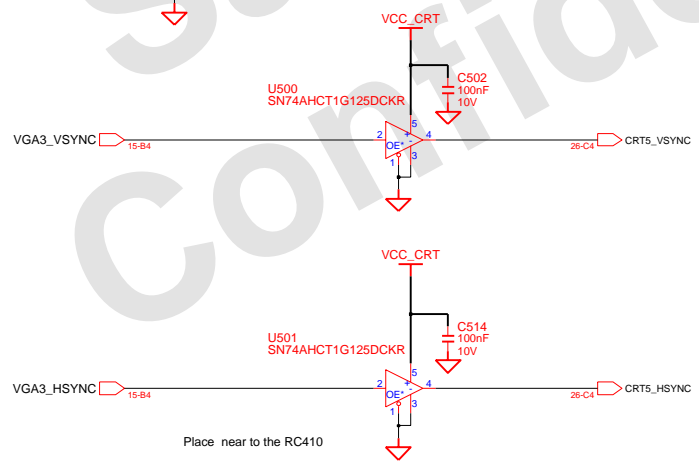 VCC_CRT
C502
100nF
10V
U500
SN74AHCT1G125DCKR
5
VGA3_VSYNC
15-B4
2
+
-
OE*
4
26-C4
CRT5_VSYNC
1
3
VCC_CRT
C514
100nF
10V
U501
SN74AHCT1G125DCKR
5
VGA3_HSYNC
15-B4
2
+
-
OE*
4
26-C4
CRT5_HSYNC
1
3
Place near to the RC410